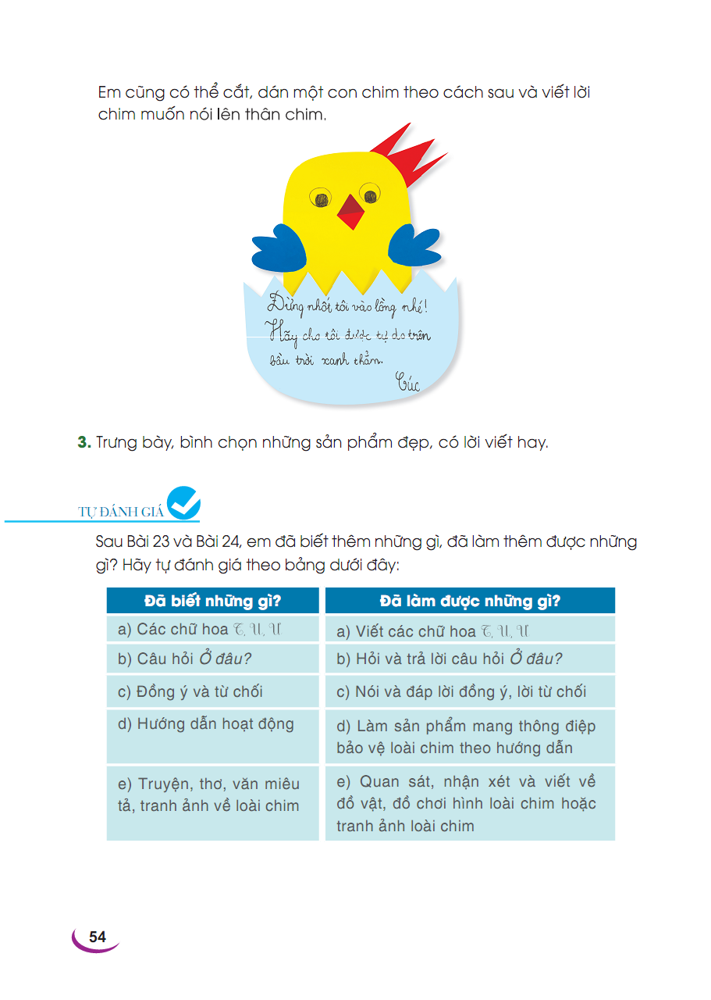 Em cũng có thể cắt, dán một con chim theo cách sau và viết lời
chim muốn nói lên thân chim.
Đừng nhốt tôi vào lồng nhé!
Hãy cho tôi được tự do trên
bầu trời xanh thẳm.
Cúc
3. Trưng bày, bình chọn những sản phẩm đẹp, có lời viết hay.
TỰ ĐÁNH GIÁ
Sau Bài 23 và Bài 24, em đã biết thêm những gì, đã làm thêm được những
gì? Hãy tự đánh giá theo bảng dưới đây:
Đã biết những gì?
Đã làm được những gì?
a) Các chữ hoa T, U, Ư
a) Viết các chữ hoa T, U, Ư
b) Câu hỏi Ở đâu?
b) Hỏi và trả lời câu hỏi Ở đâu?
c) Đồng ý và từ chối
c) Nói và đáp lời đồng ý, lời từ chối
d) Hướng dẫn hoạt động
d) Làm sản phẩm mang thông điệp
bảo vệ loài chim theo hướng dẫn
e) Truyện, thơ, văn miêu
tả, tranh ảnh về loài chim
e) Quan sát, nhận xét và viết về
đồ vật, đồ chơi hình loài chim hoặc
tranh ảnh loài chim
54